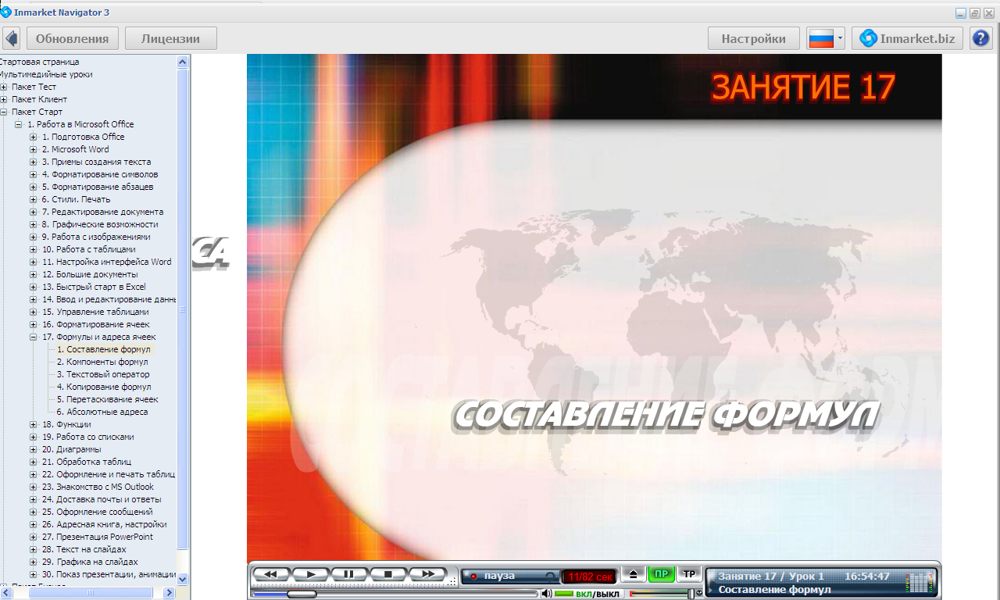 Inmarket Navigator 3
Обновления
Лицензии
Настройки
Inmarket.biz
Стартовая страница
Мультимедийные уроки
Пакет Тест
Пакет Клиент
Пакет Старт
1. Работа в Microsoft Office
1. Подготовка Office
2. Microsoft Word
3. Приемы создания текста
4. Форматирование символов
5. Форматирование абзацев
6. Стили. Печать
7. Редактирование документа
8. Графические возможности
9. Работа с изображениями
10. Работа с таблицами
11. Настройка интерфейса Word
12. Большие документы
13. Быстрый старт в Excel
14. Ввод и редактирование данны
15. Управление таблицами
16. Форматирование ячеек
17. Формулы и адреса ячеек
1. Составление формул
2. Компоненты формул
3. Текстовый оператор
4. Копирование формул
5. Перетаскивание ячеек
6. Абсолютные адреса
18. Функции
19. Работа со списками
20. Диаграммы
21. Обработка таблиц
22. Оформление и печать таблиц
23. Знакомство с MS Outlook
24. Доставка почты и ответы
25. Оформление сообщений
26. Адресная книга, настройки
27. Презентация PowerPoint
28. Текст на слайдах
29. Графика на слайдах
30. Показ презентации, анимации
СА
ЗАНЯТИЕ 17
СОСТАВЛЕНИЕ ФОРМУЛ
пауза
11/82 сек
ПР
ТР
ВКЛ/ВЫКЛ
Занятие 17 / Урок 1 16:54:47
Составление формул